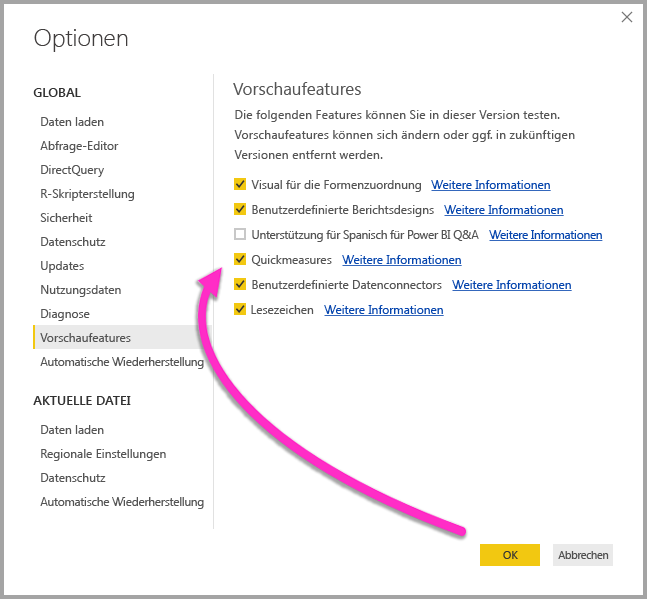 Optionen
GLOBAL
Daten laden
Abfrage-Editor
DirectQuery
R-Skripterstellung
Sicherheit
Datenschutz
Updates
Nutzungsdaten
Diagnose
Vorschaufeatures
Automatische Wiederherstellung
AKTUELLE DATEI
Daten laden
Regionale Einstellungen
Datenschutz
Automatische Wiederherstellung
Vorschaufeatures
Die folgenden Features können Sie in dieser Version testen.
Vorschaufeatures können sich ändern oder ggf. in zukünftigen
Versionen entfernt werden.
Visual für die Formenzuordnung Weitere Informationen
Benutzerdefinierte Berichtsdesigns Weitere Informationen
Unterstützung für Spanisch für Power BI Q&A Weitere Informationen
Quickmeasures Weitere Informationen
Benutzerdefinierte Datenconnectors Weitere Informationen
Lesezeichen Weitere Informationen
OK
Abbrechen